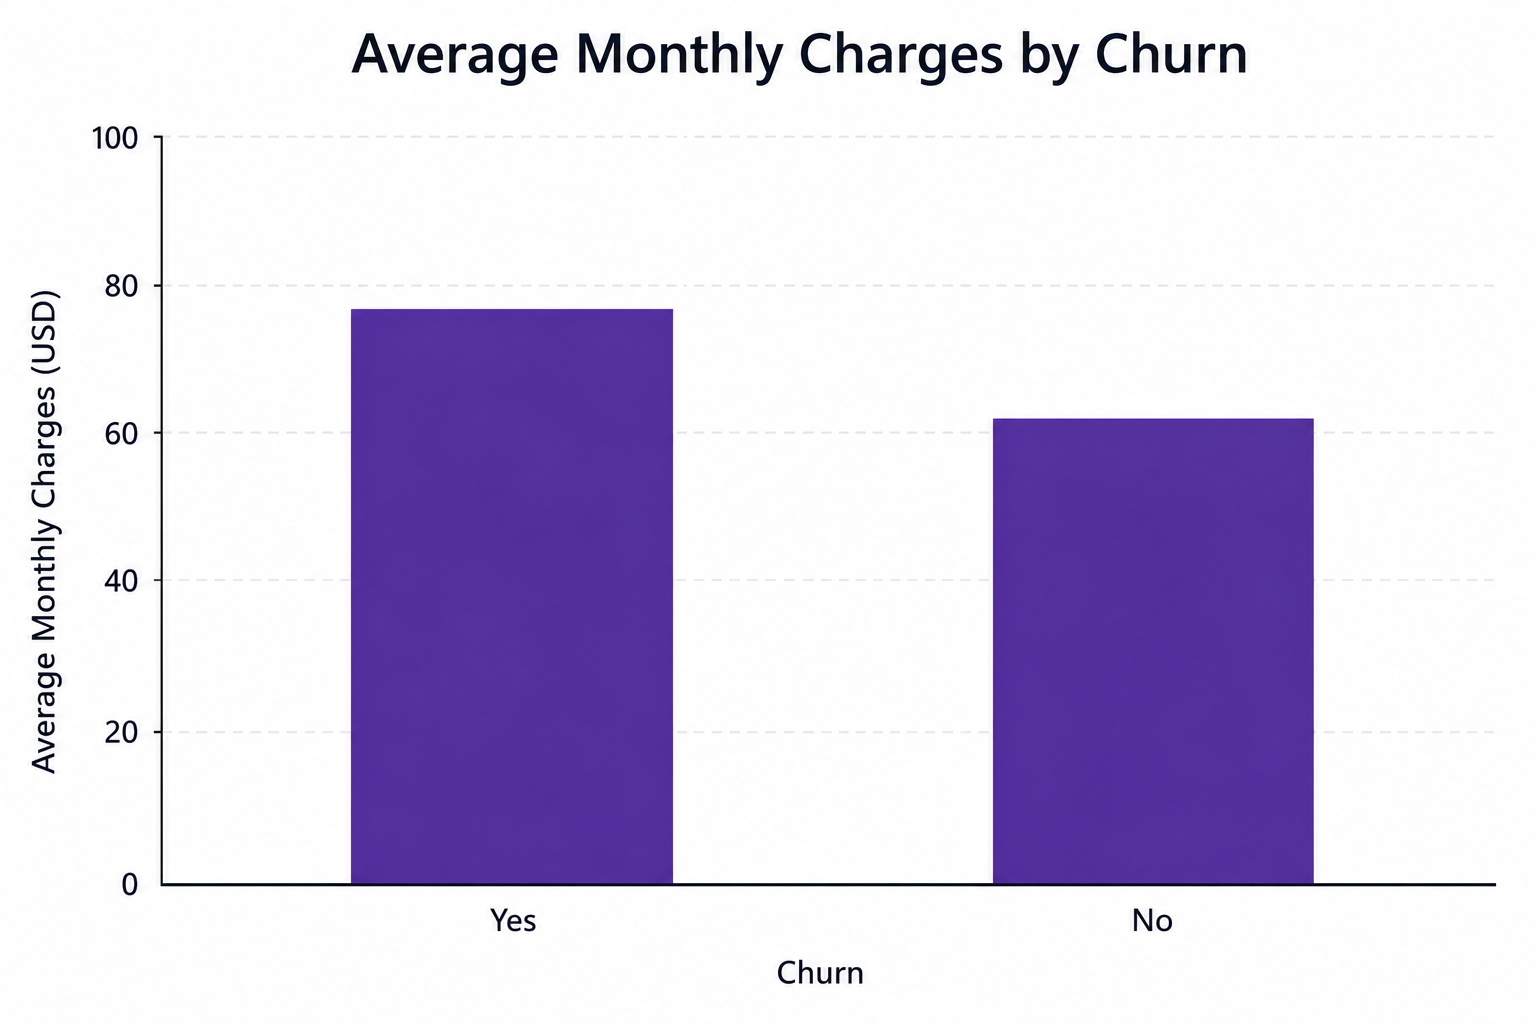 Average Monthly Charges by Churn
Average Monthly Charges (USD)
100
80
60
40
20
0
Yes
No
Churn